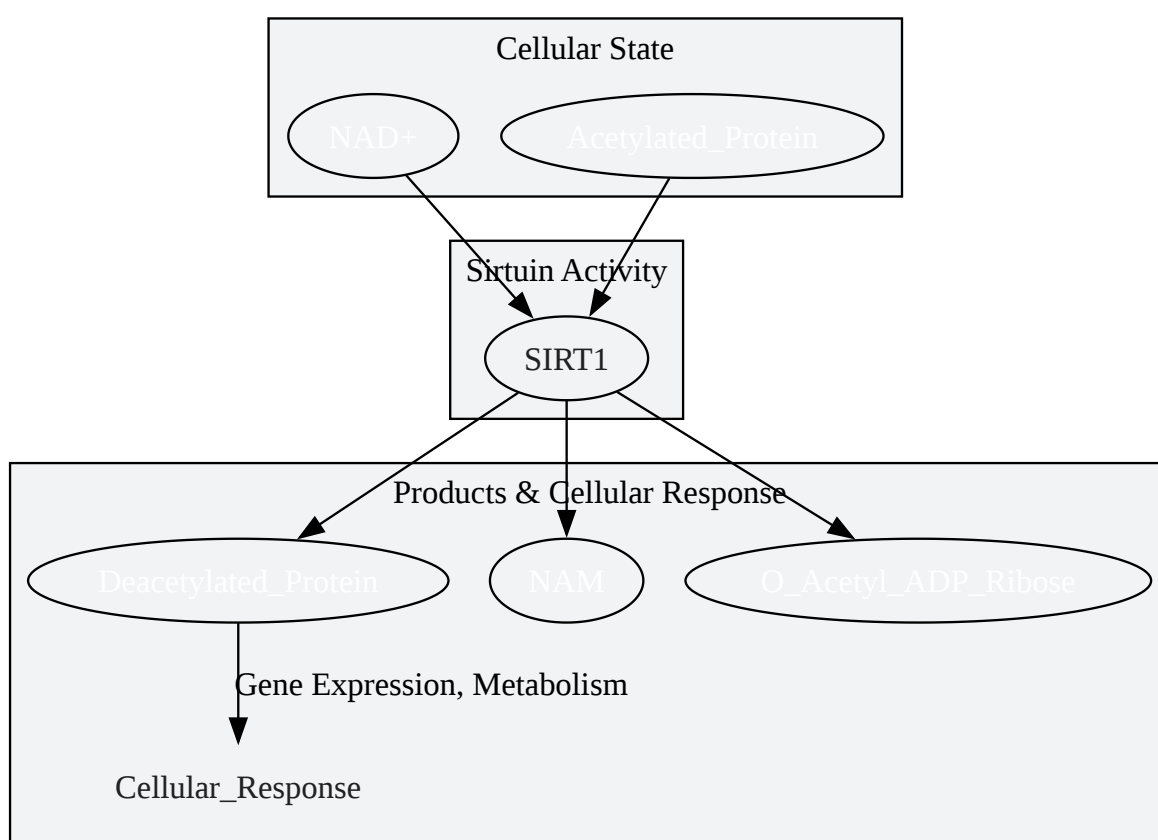 Cellular State
NAD+ Acetylated_Protein
Sirtuin Activity
SIRT1
Products & Cellular Response
Deacetylated_Protein NAM O_Acetyl_ADP_Ribose
Gene Expression, Metabolism
Cellular_Response